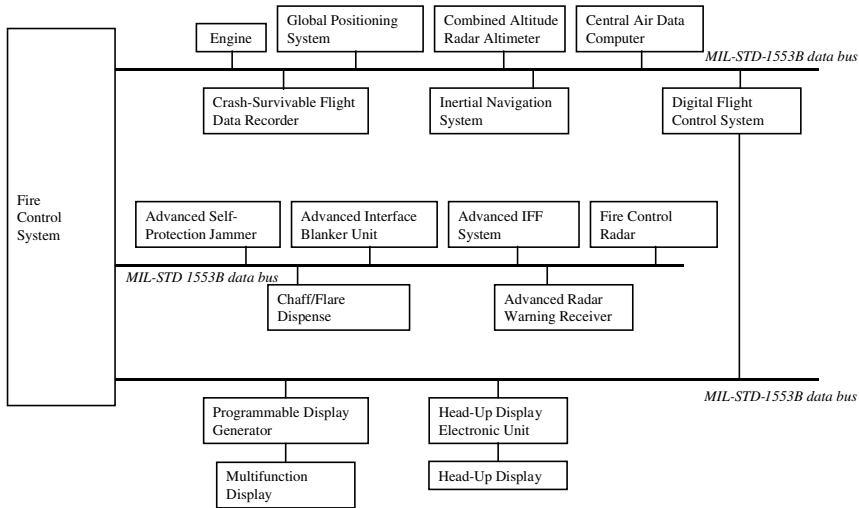 Engine
Global Positioning
System
Combined Altitude
Radar Altimeter
Central Air Data
Computer
MIL-STD-1553B data bus
Crash-Survivable Flight
Data Recorder
Inertial Navigation
System
Digital Flight
Control System
Fire
Control
System
Advanced Self-
Protection Jammer
Advanced Interface
Blanker Unit
Advanced IFF
System
Fire Control
Radar
MIL-STD 1553B data bus
Chaff/Flare
Dispense
Advanced Radar
Warning Receiver
MIL-STD-1553B data bus
Programmable Display
Generator
Head-Up Display
Electronic Unit
Multifunction
Display
Head-Up Display